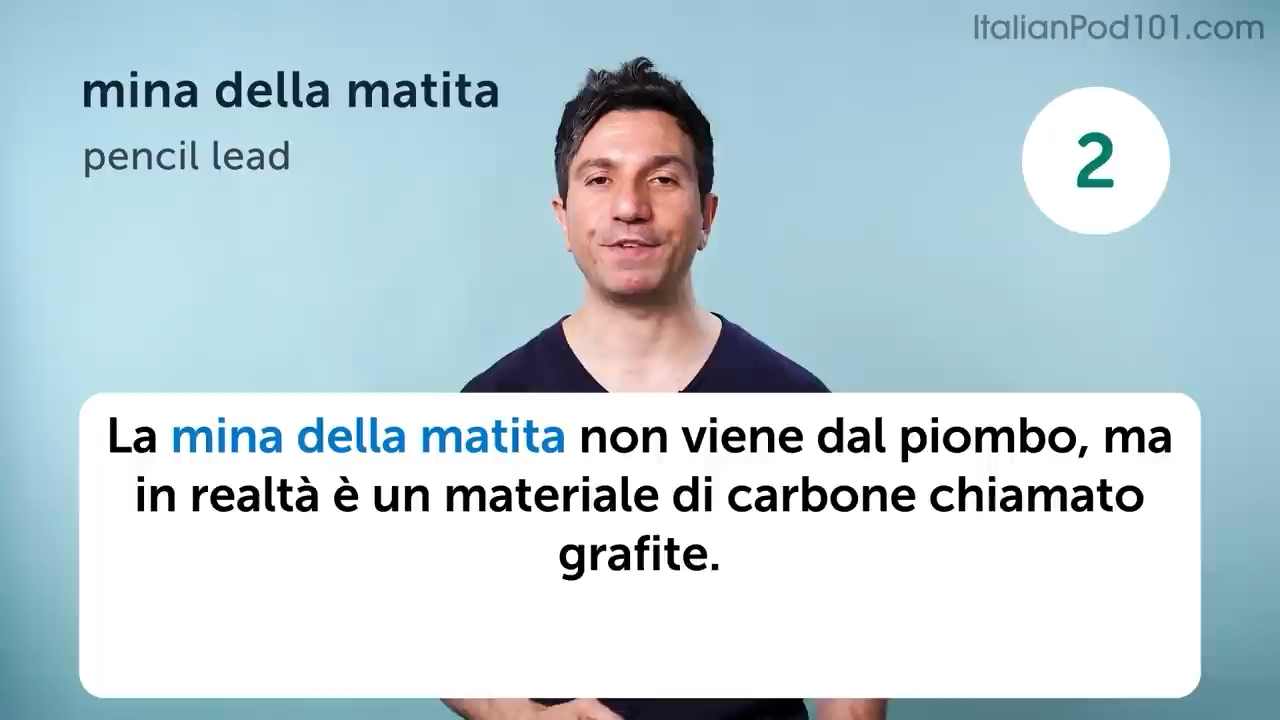 ItalianPod101.com
mina della matita
pencil lead
2
La mina della matita non viene dal piombo, ma
in realtà è un materiale di carbone chiamato
grafite.